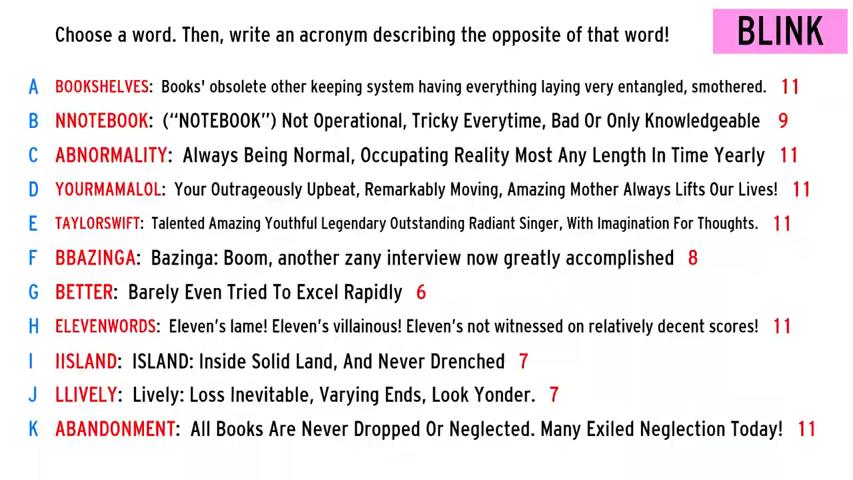 Choose a word. Then, write an acronym describing the opposite of that word!
BLINK
A BOOKSHELVES: Books' obsolete other keeping system having everything laying very entangled, smothered. 11
B NNOTEBOOK: (“NOTEBOOK”) Not Operational, Tricky Everytime, Bad Or Only Knowledgeable 9
C ABNORMALITY: Always Being Normal, Occupating Reality Most Any Length In Time Yearly 11
D YOURMAMALOL: Your Outrageously Upbeat, Remarkably Moving, Amazing Mother Always Lifts Our Lives! 11
E TAYLORSWIFT: Talented Amazing Youthful Legendary Outstanding Radiant Singer, With Imagination For Thoughts. 11
F BBAZINGA: Bazinga: Boom, another zany interview now greatly accomplished 8
G BETTER: Barely Even Tried To Excel Rapidly 6
H ELEVENWORDS: Eleven's lame! Eleven's villainous! Eleven's not witnessed on relatively decent scores! 11
I IISLAND: ISLAND: Inside Solid Land, And Never Drenched 7
J LLIVELY: Lively: Loss Inevitable, Varying Ends, Look Yonder. 7
K ABANDONMENT: All Books Are Never Dropped Or Neglected. Many Exiled Neglection Today! 11